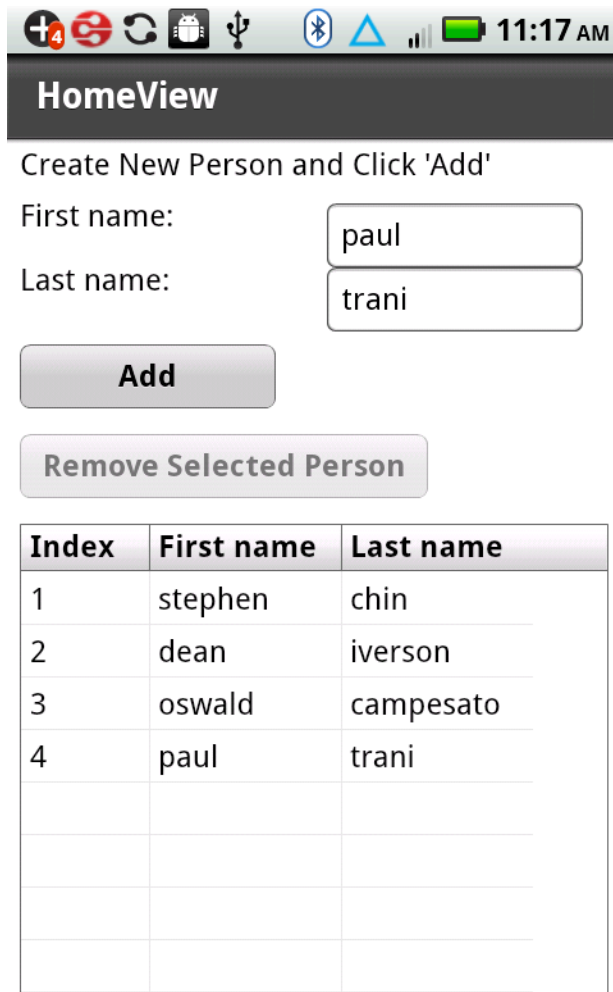 4 11:17 AM
HomeView
Create New Person and Click 'Add'
First name: paul
Last name: trani
Add
Remove Selected Person
Index First name Last name
1 stephen chin
2 dean iverson
3 oswald campesato
4 paul trani